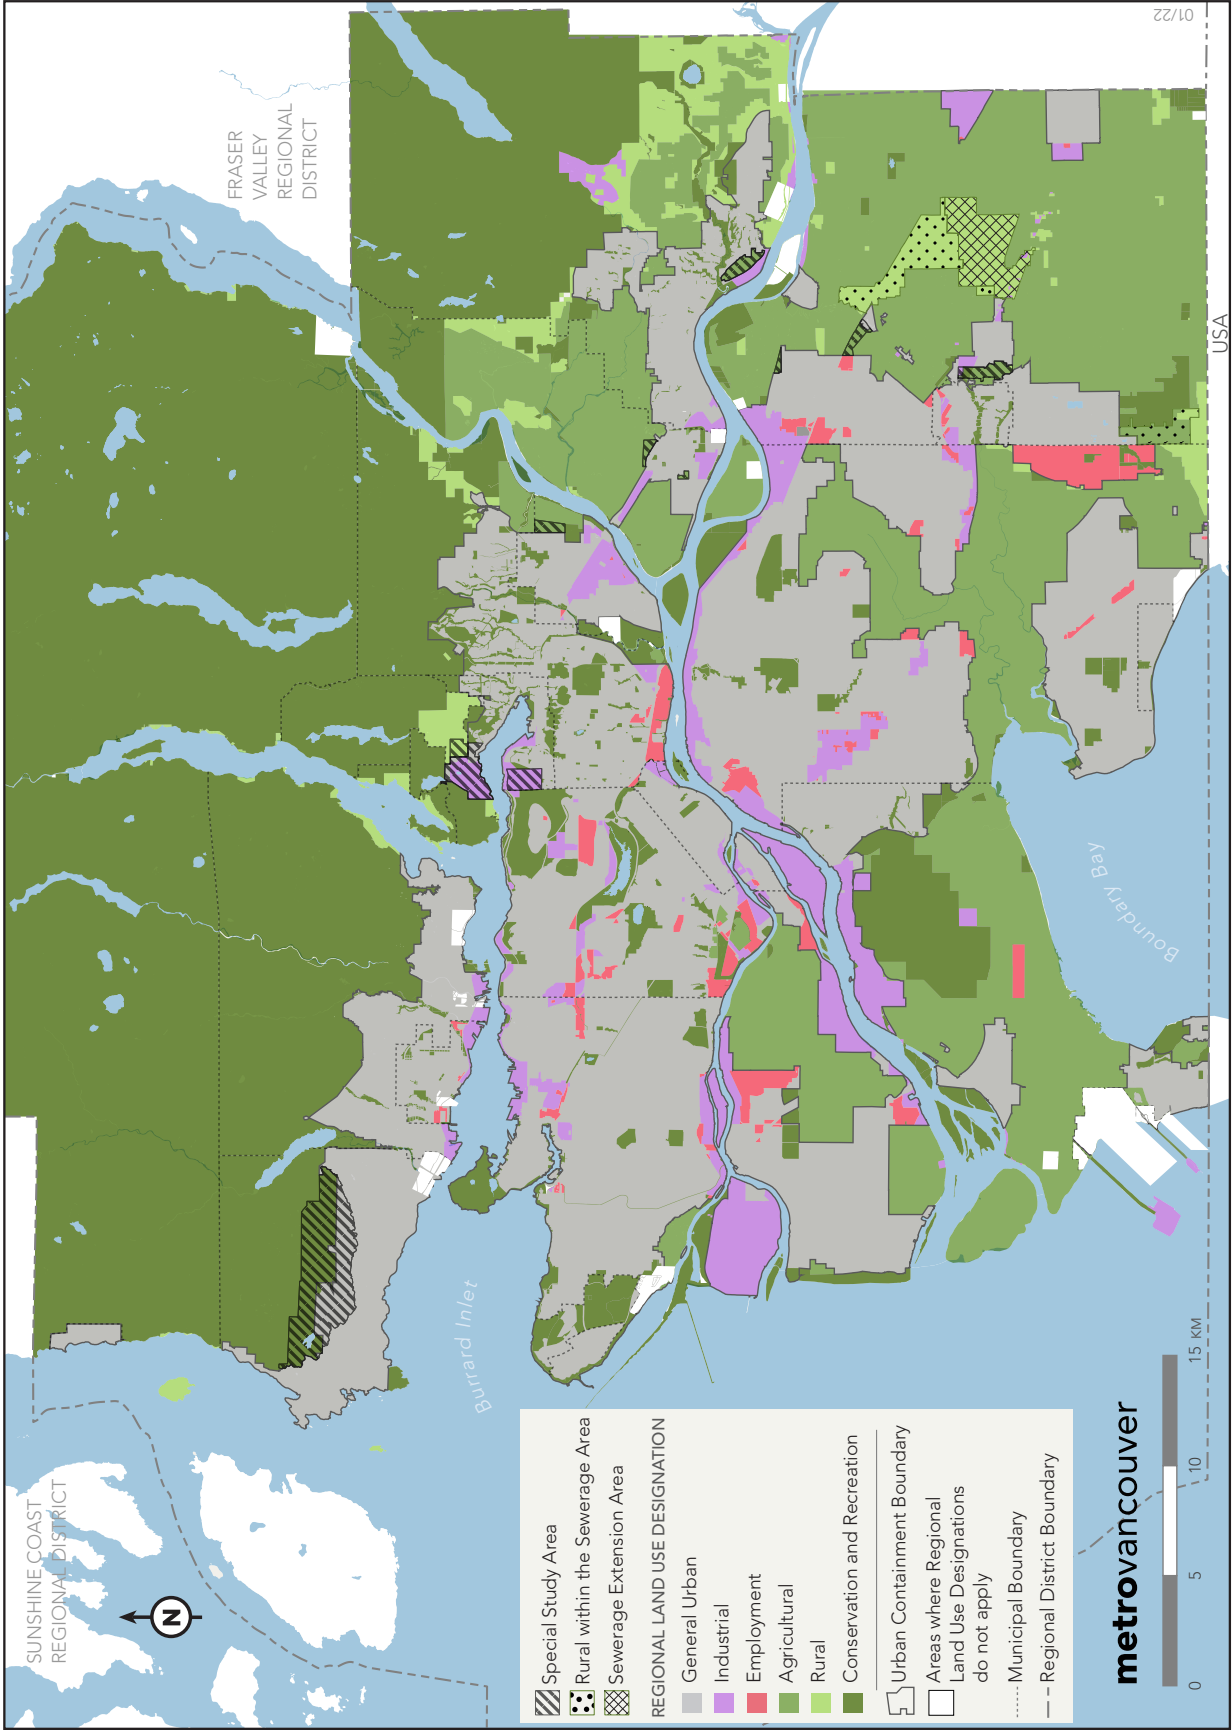 SUNSHINE COAST
REGIONAL DISTRICT
N
FRASER
VALLEY
REGIONAL
DISTRICT
Burrard Inlet
Boundary Bay
USA
01/22
Special Study Area
Rural within the Sewerage Area
Sewerage Extension Area
REGIONAL LAND USE DESIGNATION
General Urban
Industrial
Employment
Agricultural
Rural
Conservation and Recreation
Urban Containment Boundary
Areas where Regional
Land Use Designations
do not apply
Municipal Boundary
Regional District Boundary
metrovancouver
0 5 10 15 KM